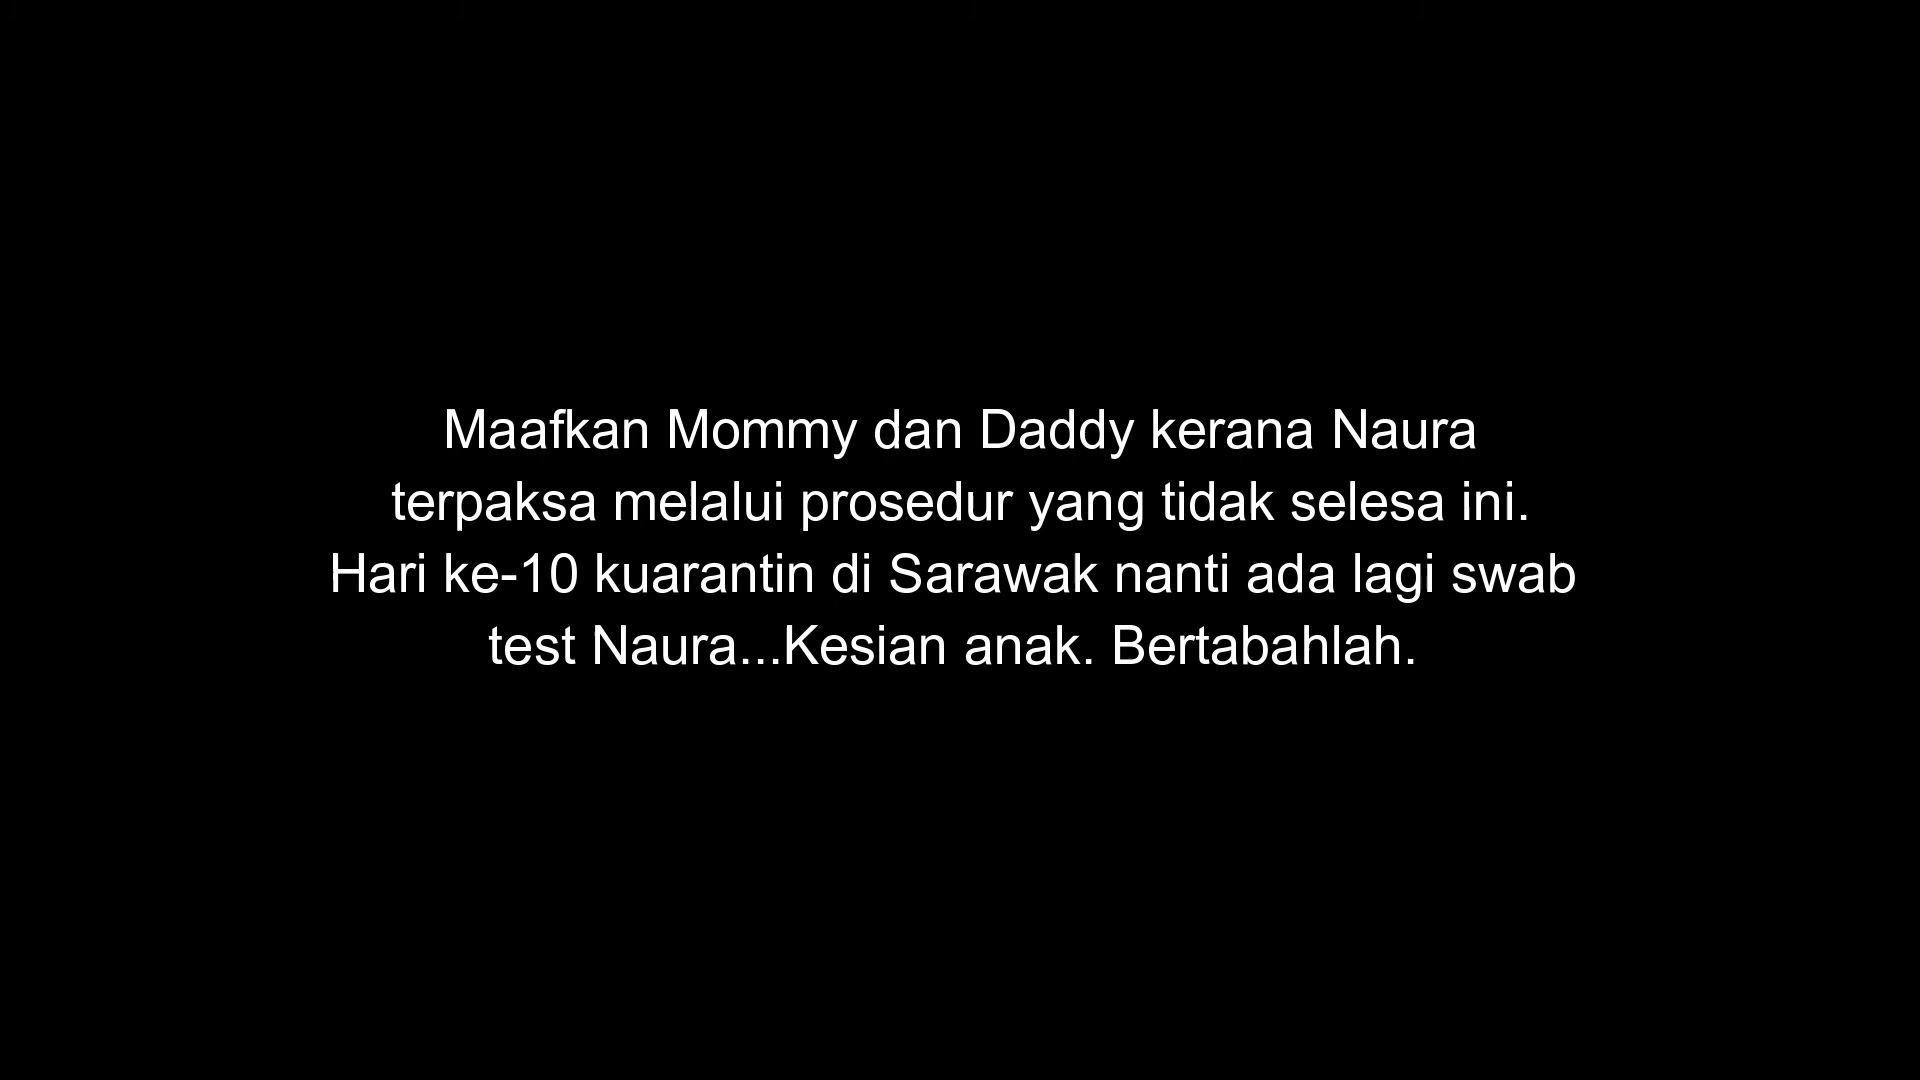 Maafkan Mommy dan Daddy kerana Naura
terpaksa melalui prosedur yang tidak selesa ini.
Hari ke-10 kuarantin di Sarawak nanti ada lagi swab
test Naura...Kesian anak. Bertabahlah.